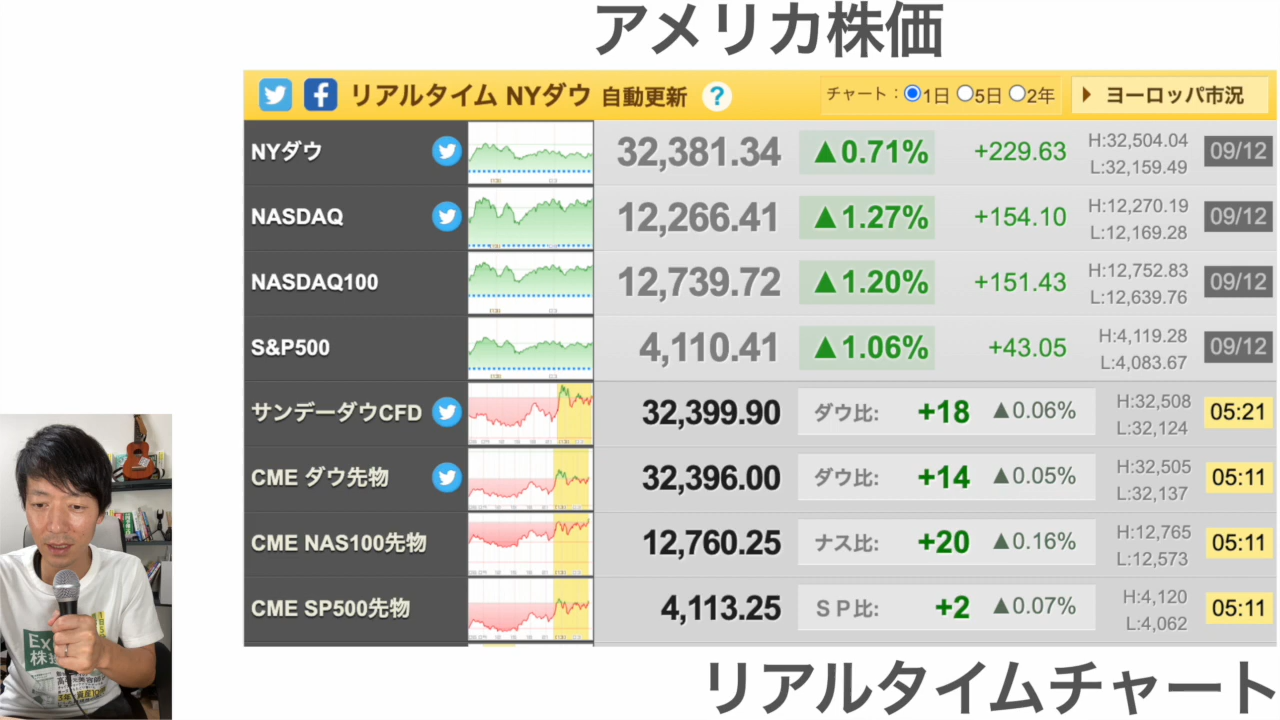 アメリカ株価
リアルタイム NYダウ 自動更新 ? チャート： 1日 5日 2年 ヨーロッパ市況
NYダウ 32,381.34 ▲0.71% +229.63 H:32,504.04 L:32,159.49 09/12
NASDAQ 12,266.41 ▲1.27% +154.10 H:12,270.19 L:12,169.28 09/12
NASDAQ100 12,739.72 ▲1.20% +151.43 H:12,752.83 L:12,639.76 09/12
S&P500 4,110.41 ▲1.06% +43.05 H:4,119.28 L:4,083.67 09/12
サンデーダウCFD 32,399.90 ダウ比: +18 ▲0.06% H:32,508 L:32,124 05:21
CME ダウ先物 32,396.00 ダウ比: +14 ▲0.05% H:32,505 L:32,137 05:11
CME NAS100先物 12,760.25 ナス比: +20 ▲0.16% H:12,765 L:12,573 05:11
CME SP500先物 4,113.25 ＳＰ比: +2 ▲0.07% H:4,120 L:4,062 05:11
Ex
株
リアルタイムチャート